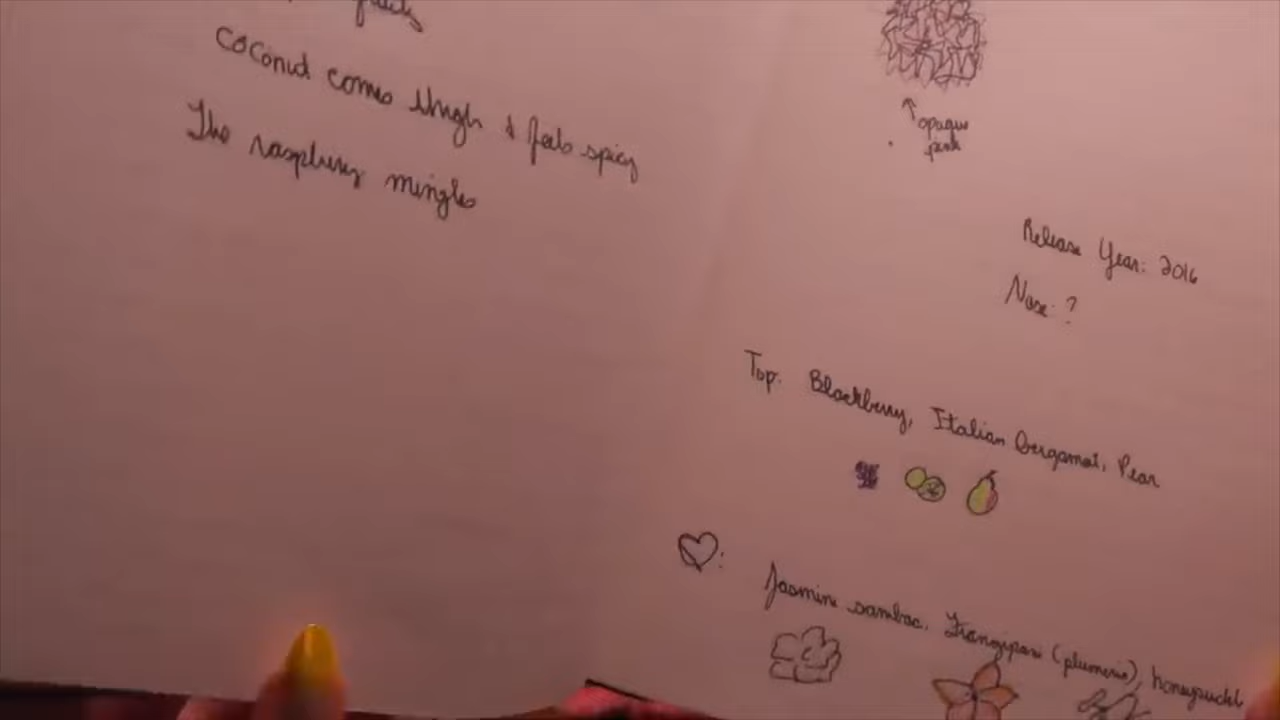 Coconut comes through & feels spicy
The raspberry mingles
↑ opaque
pink
Release Year: 2016
Nose: ?
Top: Blackberry, Italian bergamot, Pear
♡: Jasmine sambac, Frangipani (plumeria), honeysuckl